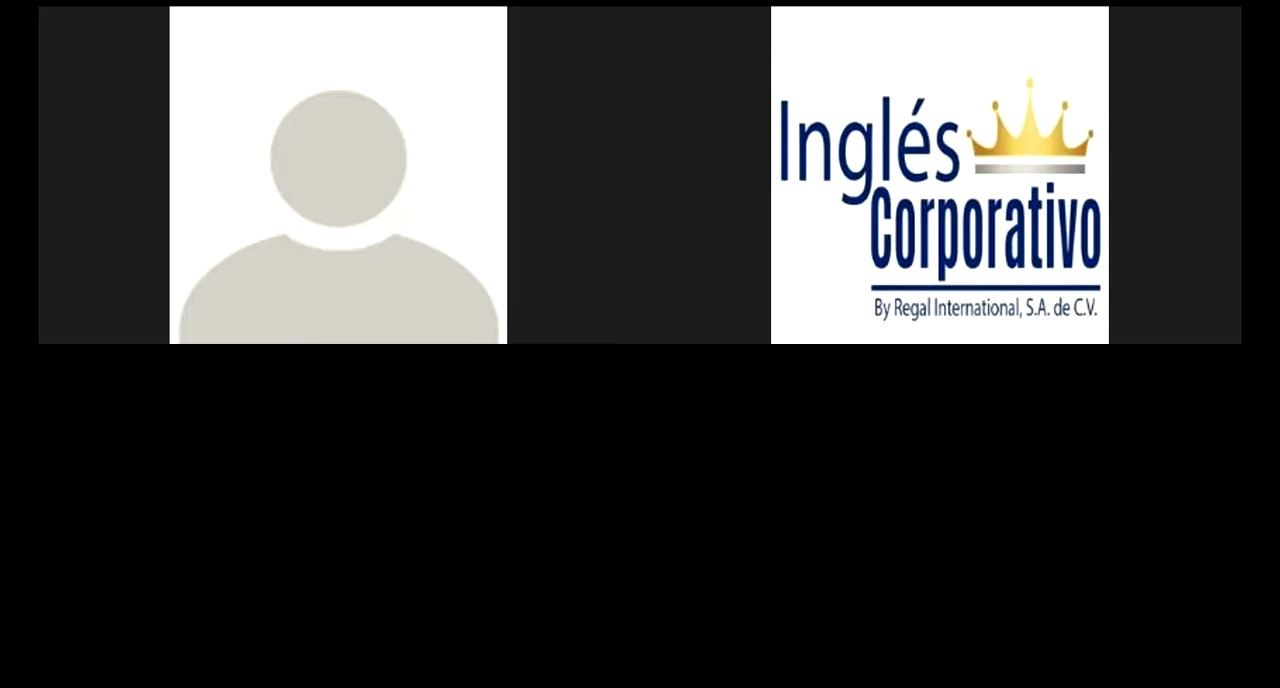 Inglés
Corporativo
By Regal International, S.A. de C.V.